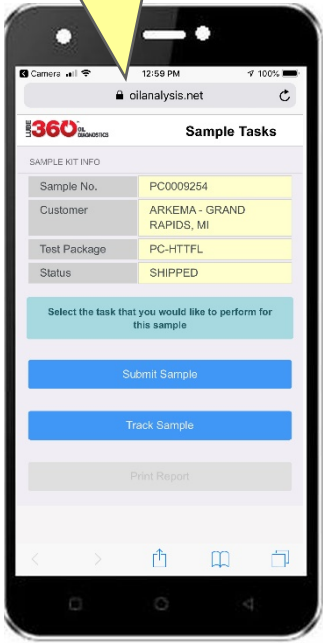 Camera 12:59 PM 100%
oilanalysis.net
LUBE 360 OIL DIAGNOSTICS Sample Tasks
SAMPLE KIT INFO
Sample No. PC0009254
Customer ARKEMA - GRAND
RAPIDS, MI
Test Package PC-HTTFL
Status SHIPPED
Select the task that you would like to perform for
this sample
Submit Sample
Track Sample
Print Report